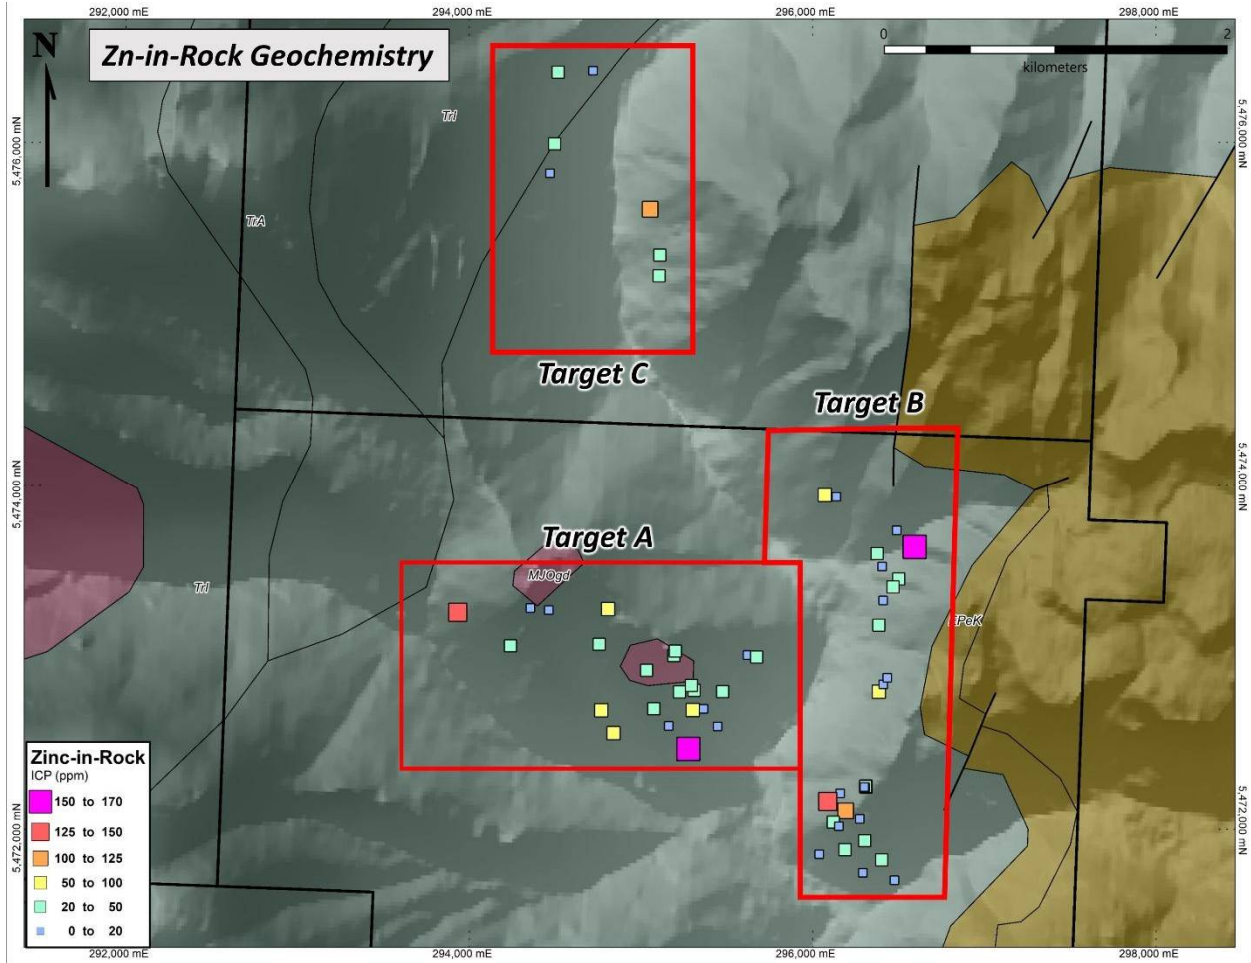 292,000 mE
294,000 mE
296,000 mE
298,000 mE
N
Zn-in-Rock Geochemistry
0
2
kilometers
TrI
5,476,000 mN
5,476,000 mN
TrA
Target C
Target B
5,474,000 mN
5,474,000 mN
Target A
MJOgd
TrI
EPeK
Zinc-in-Rock
ICP (ppm)
150 to 170
125 to 150
100 to 125
50 to 100
20 to 50
0 to 20
5,472,000 mN
5,472,000 mN
292,000 mE
294,000 mE
296,000 mE
298,000 mE